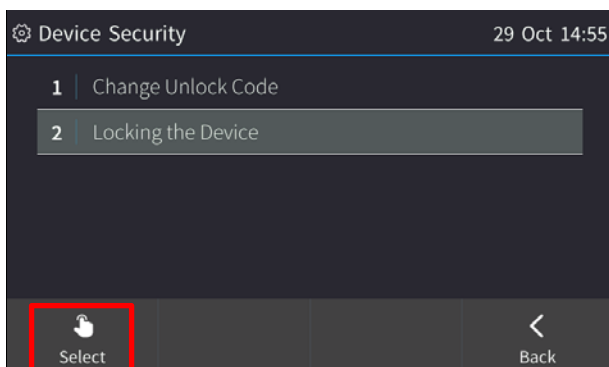 Device Security 29 Oct 14:55
1 Change Unlock Code
2 Locking the Device
Select Back